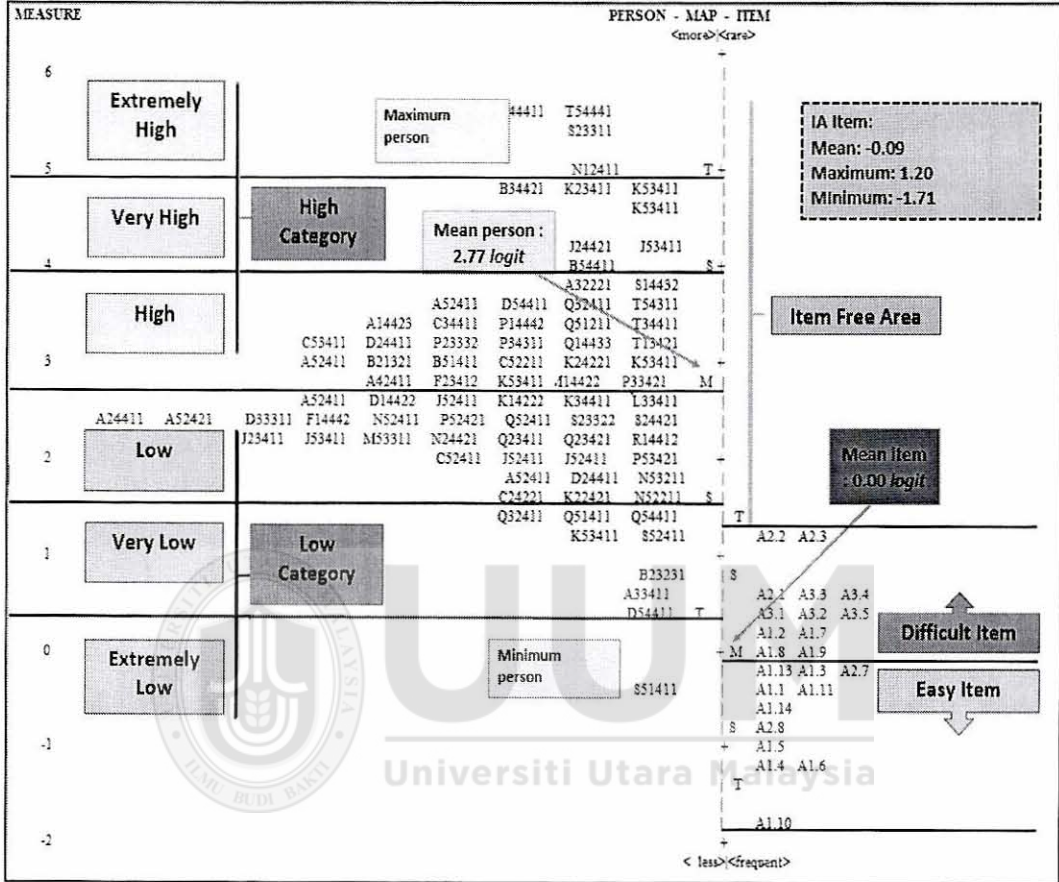 MEASURE PERSON - MAP - ITEM
<more>|<rare>
6
Extremely High
Maximum person
44411 T54441
S23311
IA Item:
Mean: -0.09
Maximum: 1.20
Minimum: -1.71
5 N12411 T
B34421 K23411 K53411
K53411
Very High
High Category
Mean person :
2.77 logit
J24421 J53411
4 B54411 S
A32221 S14432
A52411 D54411 Q32411 T54311
High
Item Free Area
A14423 C34411 P14442 Q51211 T34411
C53411 D24411 P23332 P34311 Q14433 T13421
3 A52411 B21321 B51411 C52211 K24221 K53411
A42411 F23412 K53411 M14422 P33421 M
A52411 D14422 J52411 K14222 K34411 L33411
A24411 A52421 D33311 F14442 N52411 P52421 Q52411 S23322 S24421
J23411 J53411 M53311 N24421 Q23411 Q23421 R14412
Low
2 C52411 J52411 J52411 P53421
Mean item
: 0.00 logit
A52411 D24411 N53211
C24221 K22421 N52211 S
Q32411 Q51411 Q54411 T
K53411 S52411 A2.2 A2.3
Very Low
1
Low Category
B23231 S
A33411 A2.1 A3.3 A3.4
D54411 T A3.1 A3.2 A3.5
A1.2 A1.7
Difficult Item
0 M A1.8 A1.9
Extremely Low
Minimum person
A1.13 A1.3 A2.7
S51411 A1.1 A1.11
Easy Item
A1.14
S A2.8
-1 A1.5
A1.4 A1.6
T
UUM
Universiti Utara Malaysia
UNIVERSITI UTARA MALAYSIA
ILMU BUDI BAKTI
A1.10
-2
< less>|<frequent>